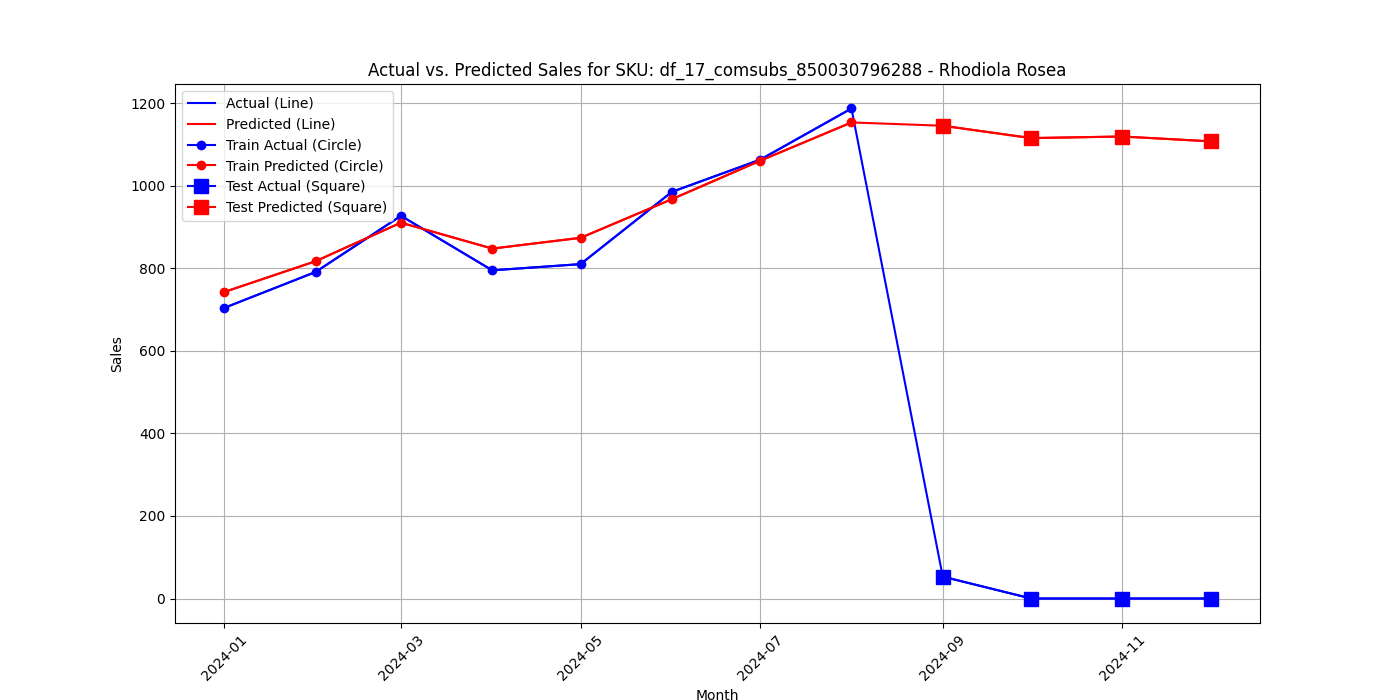 Actual vs. Predicted Sales for SKU: df_17_comsubs_850030796288 - Rhodiola Rosea
Actual (Line)
Predicted (Line)
Train Actual (Circle)
Train Predicted (Circle)
Test Actual (Square)
Test Predicted (Square)
1200
1000
800
600
400
200
0
Sales
2024-01
2024-03
2024-05
2024-07
2024-09
2024-11
Month